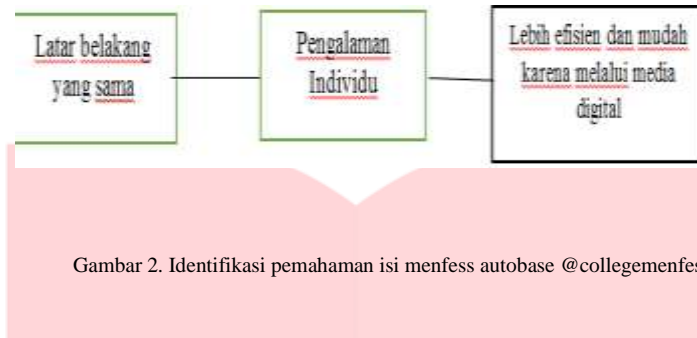 Latar belakang
yang sama
Pengalaman
Individu
Lebih efisien dan mudah
karena melalui media
digital
Gambar 2. Identifikasi pemahaman isi menfess autobase @collegemenfes